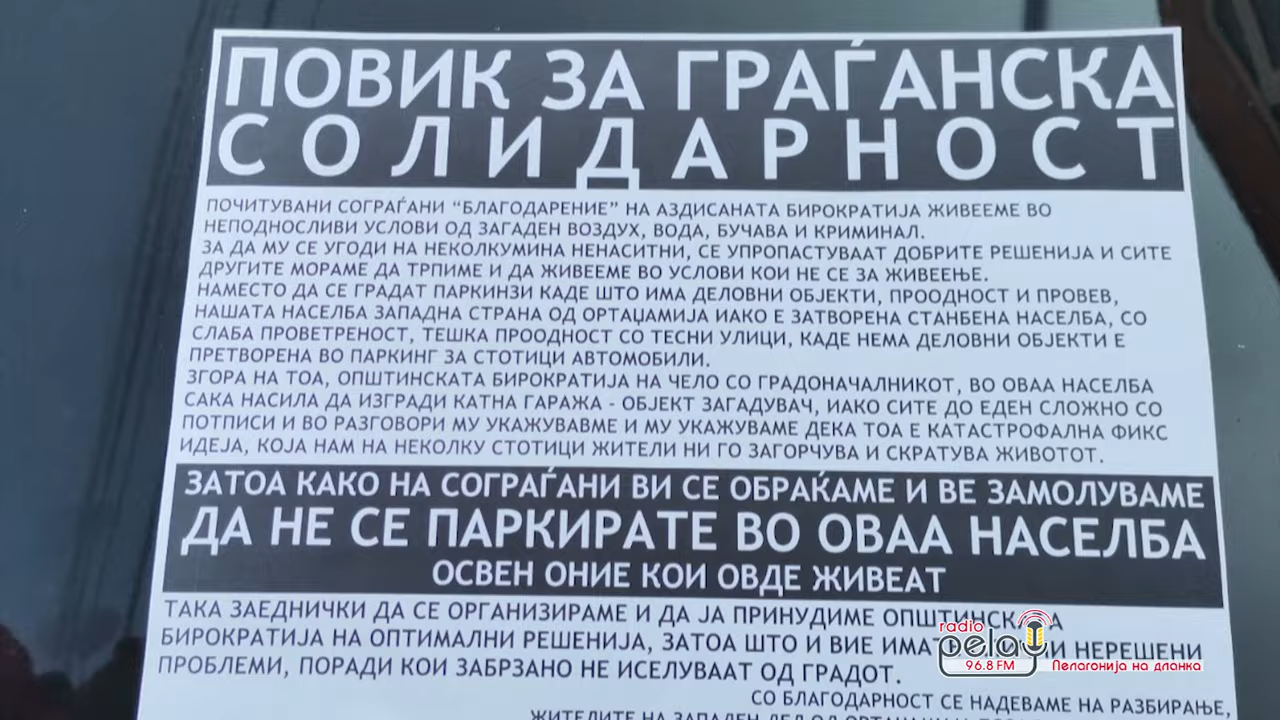 ПОВИК ЗА ГРАЃАНСКА
СОЛИДАРНОСТ
ПОЧИТУВАНИ СОГРАЃАНИ “БЛАГОДАРЕНИЕ” НА АЗДИСАНАТА БИРОКРАТИЈА ЖИВЕЕМЕ ВО
НЕПОДНОСЛИВИ УСЛОВИ ОД ЗАГАДЕН ВОЗДУХ, ВОДА, БУЧАВА И КРИМИНАЛ.
ЗА ДА МУ СЕ УГОДИ НА НЕКОЛКУМИНА НЕНАСИТНИ, СЕ УПРОПАСТУВААТ ДОБРИТЕ РЕШЕНИЈА И СИТЕ
ДРУГИТЕ МОРАМЕ ДА ТРПИМЕ И ДА ЖИВЕЕМЕ ВО УСЛОВИ КОИ НЕ СЕ ЗА ЖИВЕЕЊЕ.
НАМЕСТО ДА СЕ ГРАДАТ ПАРКИНЗИ КАДЕ ШТО ИМА ДЕЛОВНИ ОБЈЕКТИ, ПРООДНОСТ И ПРОВЕВ,
НАШАТА НАСЕЛБА ЗАПАДНА СТРАНА ОД ОРТАЏАМИЈА ИАКО Е ЗАТВОРЕНА СТАНБЕНА НАСЕЛБА, СО
СЛАБА ПРОВЕТРЕНОСТ, ТЕШКА ПРООДНОСТ СО ТЕСНИ УЛИЦИ, КАДЕ НЕМА ДЕЛОВНИ ОБЈЕКТИ Е
ПРЕТВОРЕНА ВО ПАРКИНГ ЗА СТОТИЦИ АВТОМОБИЛИ.
ЗГОРА НА ТОА, ОПШТИНСКАТА БИРОКРАТИЈА НА ЧЕЛО СО ГРАДОНАЧАЛНИКОТ, ВО ОВАА НАСЕЛБА
САКА НАСИЛА ДА ИЗГРАДИ КАТНА ГАРАЖА - ОБЈЕКТ ЗАГАДУВАЧ, ИАКО СИТЕ ДО ЕДЕН СЛОЖНО СО
ПОТПИСИ И ВО РАЗГОВОРИ МУ УКАЖУВАВМЕ И МУ УКАЖУВАМЕ ДЕКА ТОА Е КАТАСТРОФАЛНА ФИКС
ИДЕЈА, КОЈА НАМ НА НЕКОЛКУ СТОТИЦИ ЖИТЕЛИ НИ ГО ЗАГОРЧУВА И СКРАТУВА ЖИВОТОТ.
ЗАТОА КАКО НА СОГРАЃАНИ ВИ СЕ ОБРАЌАМЕ И ВЕ ЗАМОЛУВАМЕ
ДА НЕ СЕ ПАРКИРАТЕ ВО ОВАА НАСЕЛБА
ОСВЕН ОНИЕ КОИ ОВДЕ ЖИВЕАТ
ТАКА ЗАЕДНИЧКИ ДА СЕ ОРГАНИЗИРАМЕ И ДА ЈА ПРИНУДИМЕ
БИРОКРАТИЈА НА ОПТИМАЛНИ РЕШЕНИЈА, ЗАТОА ШТО И ВИЕ НЕРЕШЕНИ
ПРОБЛЕМИ, ПОРАДИ КОИ ЗАБРЗАНО НЕ ИСЕЛУВААТ ОД ГРАДОТ.
СО БЛАГОДАРНОСТ СЕ НАДЕВАМЕ НА РАЗБИРАЊЕ,
ЖИТЕЛИТЕ НА ЗАПАДЕН ДЕЛ ОД
radio
pela
96.8 FM
Пелагонија на дланка